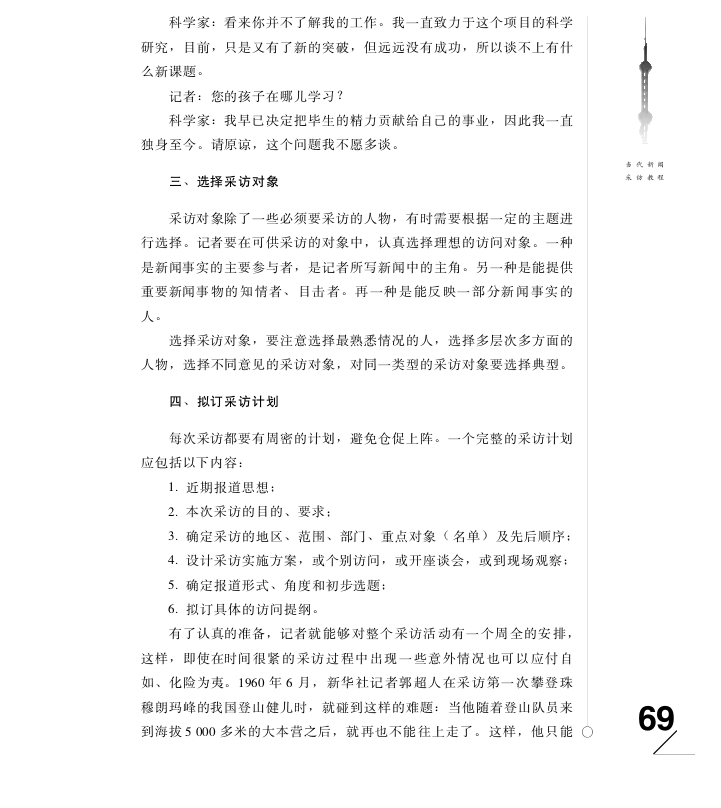 科学家：看来你并不了解我的工作。我一直致力于这个项目的科学
研究，目前，只是又有了新的突破，但远远没有成功，所以谈不上有什
么新课题。
记者：您的孩子在哪儿学习？
科学家：我早已决定把毕生的精力贡献给自己的事业，因此我一直
独身至今。请原谅，这个问题我不愿多谈。
三、选择采访对象
采访对象除了一些必须要采访的人物，有时需要根据一定的主题进
行选择。记者要在可供采访的对象中，认真选择理想的访问对象。一种
是新闻事实的主要参与者，是记者所写新闻中的主角。另一种是能提供
重要新闻事物的知情者、目击者。再一种是能反映一部分新闻事实的
人。
选择采访对象，要注意选择最熟悉情况的人，选择多层次多方面的
人物，选择不同意见的采访对象，对同一类型的采访对象要选择典型。
四、拟订采访计划
每次采访都要有周密的计划，避免仓促上阵。一个完整的采访计划
应包括以下内容：
1. 近期报道思想；
2. 本次采访的目的、要求；
3. 确定采访的地区、范围、部门、重点对象（名单）及先后顺序；
4. 设计采访实施方案，或个别访问，或开座谈会，或到现场观察；
5. 确定报道形式、角度和初步选题；
6. 拟订具体的访问提纲。
有了认真的准备，记者就能够对整个采访活动有一个周全的安排，
这样，即使在时间很紧的采访过程中出现一些意外情况也可以应付自
如、化险为夷。1960 年 6 月，新华社记者郭超人在采访第一次攀登珠
穆朗玛峰的我国登山健儿时，就碰到这样的难题：当他随着登山队员来
到海拔 5 000 多米的大本营之后，就再也不能往上走了。这样，他只能
当代新闻
采访教程
69